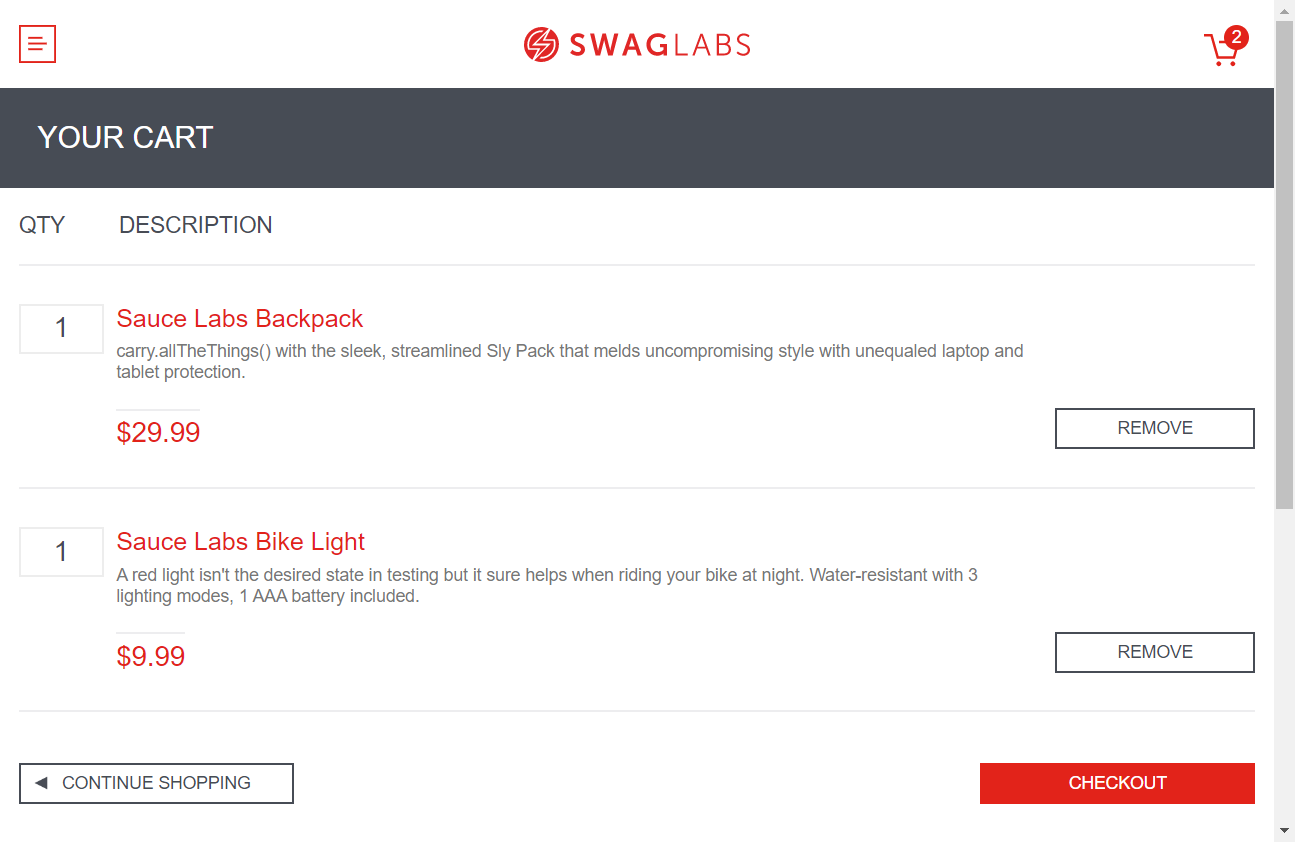 SWAGLABS
2
YOUR CART
QTY DESCRIPTION
1
Sauce Labs Backpack
carry.allTheThings() with the sleek, streamlined Sly Pack that melds uncompromising style with unequaled laptop and
tablet protection.
$29.99
REMOVE
1
Sauce Labs Bike Light
A red light isn't the desired state in testing but it sure helps when riding your bike at night. Water-resistant with 3
lighting modes, 1 AAA battery included.
$9.99
REMOVE
CONTINUE SHOPPING
CHECKOUT